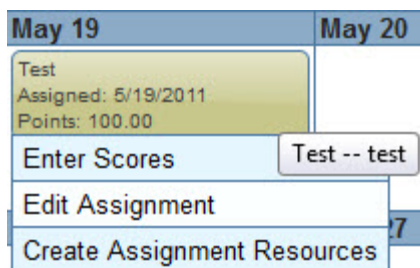 May 19
May 20
Test
Assigned: 5/19/2011
Points: 100.00
Enter Scores
Test -- test
Edit Assignment
27
Create Assignment Resources